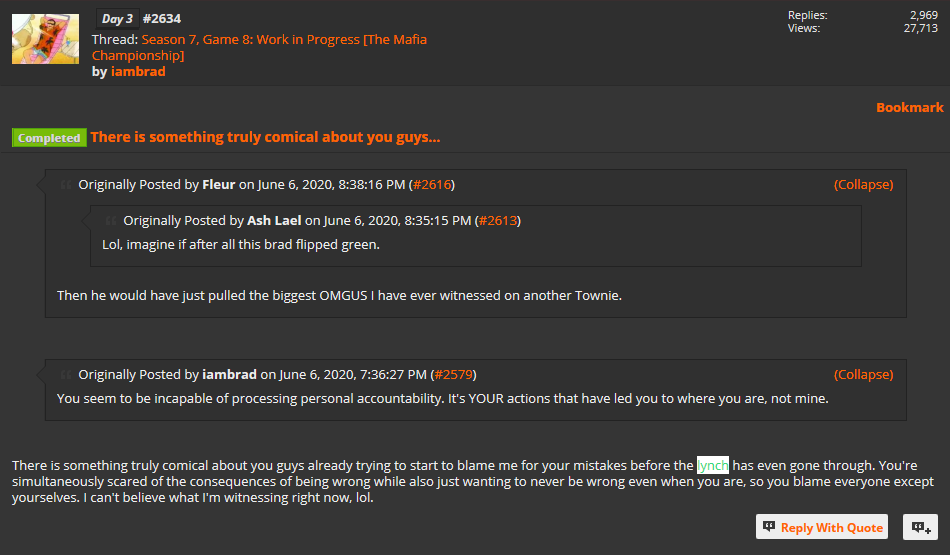 Day 3 #2634
Replies: 2,969
Thread: Season 7, Game 8: Work in Progress [The Mafia
Views: 27,713
Championship]
by iambrad
Bookmark
Completed There is something truly comical about you guys...
Originally Posted by Fleur on June 6, 2020, 8:38:16 PM (#2616) (Collapse)
Originally Posted by Ash Lael on June 6, 2020, 8:35:15 PM (#2613)
Lol, imagine if after all this brad flipped green.
Then he would have just pulled the biggest OMGUS I have ever witnessed on another Townie.
Originally Posted by iambrad on June 6, 2020, 7:36:27 PM (#2579) (Collapse)
You seem to be incapable of processing personal accountability. It's YOUR actions that have led you to where you are, not mine.
There is something truly comical about you guys already trying to start to blame me for your mistakes before the lynch has even gone through. You're
simultaneously scared of the consequences of being wrong while also just wanting to never be wrong even when you are, so you blame everyone except
yourselves. I can't believe what I'm witnessing right now, lol.
Reply With Quote